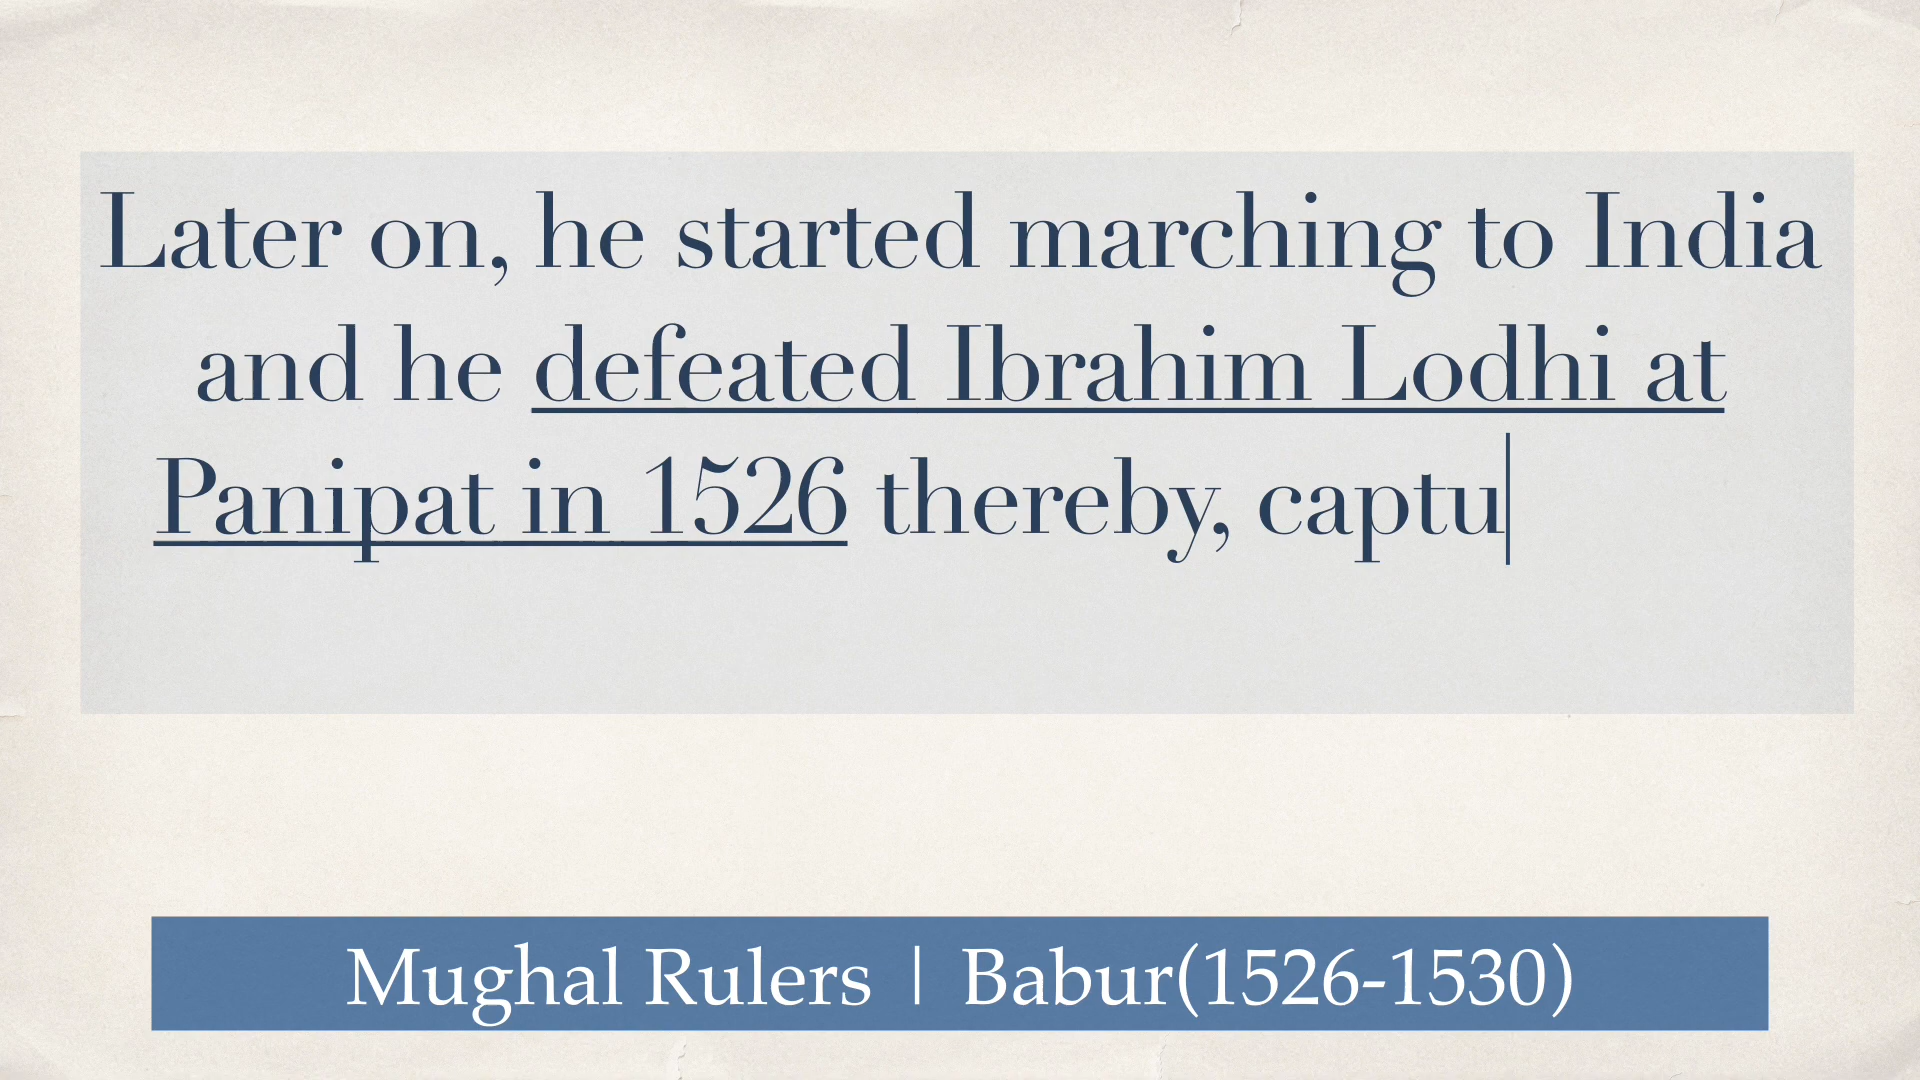 Later on, he started marching to India
and he defeated Ibrahim Lodhi at
Panipat in 1526 thereby, captu
Mughal Rulers | Babur(1526-1530)